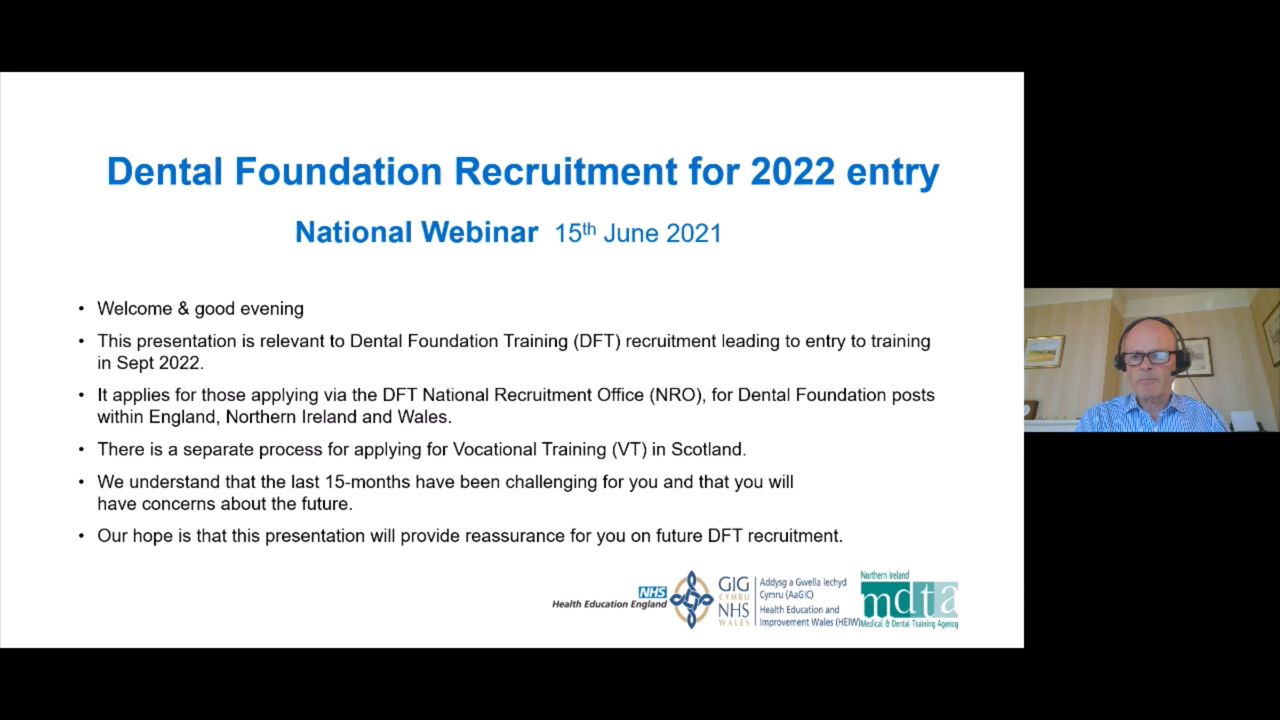 Dental Foundation Recruitment for 2022 entry
National Webinar 15th June 2021
• Welcome & good evening
• This presentation is relevant to Dental Foundation Training (DFT) recruitment leading to entry to training
in Sept 2022.
• It applies for those applying via the DFT National Recruitment Office (NRO), for Dental Foundation posts
within England, Northern Ireland and Wales.
• There is a separate process for applying for Vocational Training (VT) in Scotland.
• We understand that the last 15-months have been challenging for you and that you will
have concerns about the future.
• Our hope is that this presentation will provide reassurance for you on future DFT recruitment.
NHS
Health Education England
GIG
CYMRU
NHS
WALES
Addysg a Gwella Iechyd
Cymru (AaGIC)
Health Education and
Improvement Wales (HEIW)
Northern Ireland
mdta
Medical & Dental Training Agency